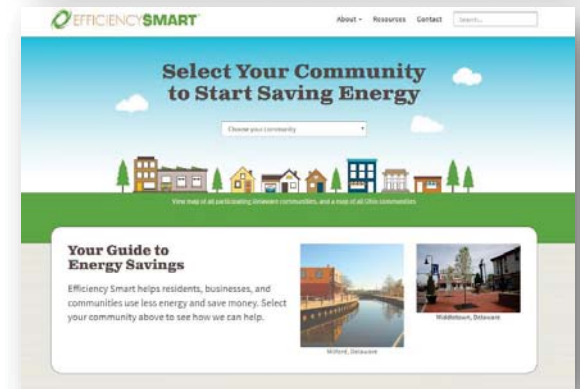 EFFICIENCYSMART
About Resources Contact Search...
Select Your Community
to Start Saving Energy
Choose your community
View map of all participating Delaware communities, and a map of all Ohio communities
Your Guide to
Energy Savings
Efficiency Smart helps residents, businesses, and
communities use less energy and save money. Select
your community above to see how we can help.
Milford, Delaware
Middletown, Delaware